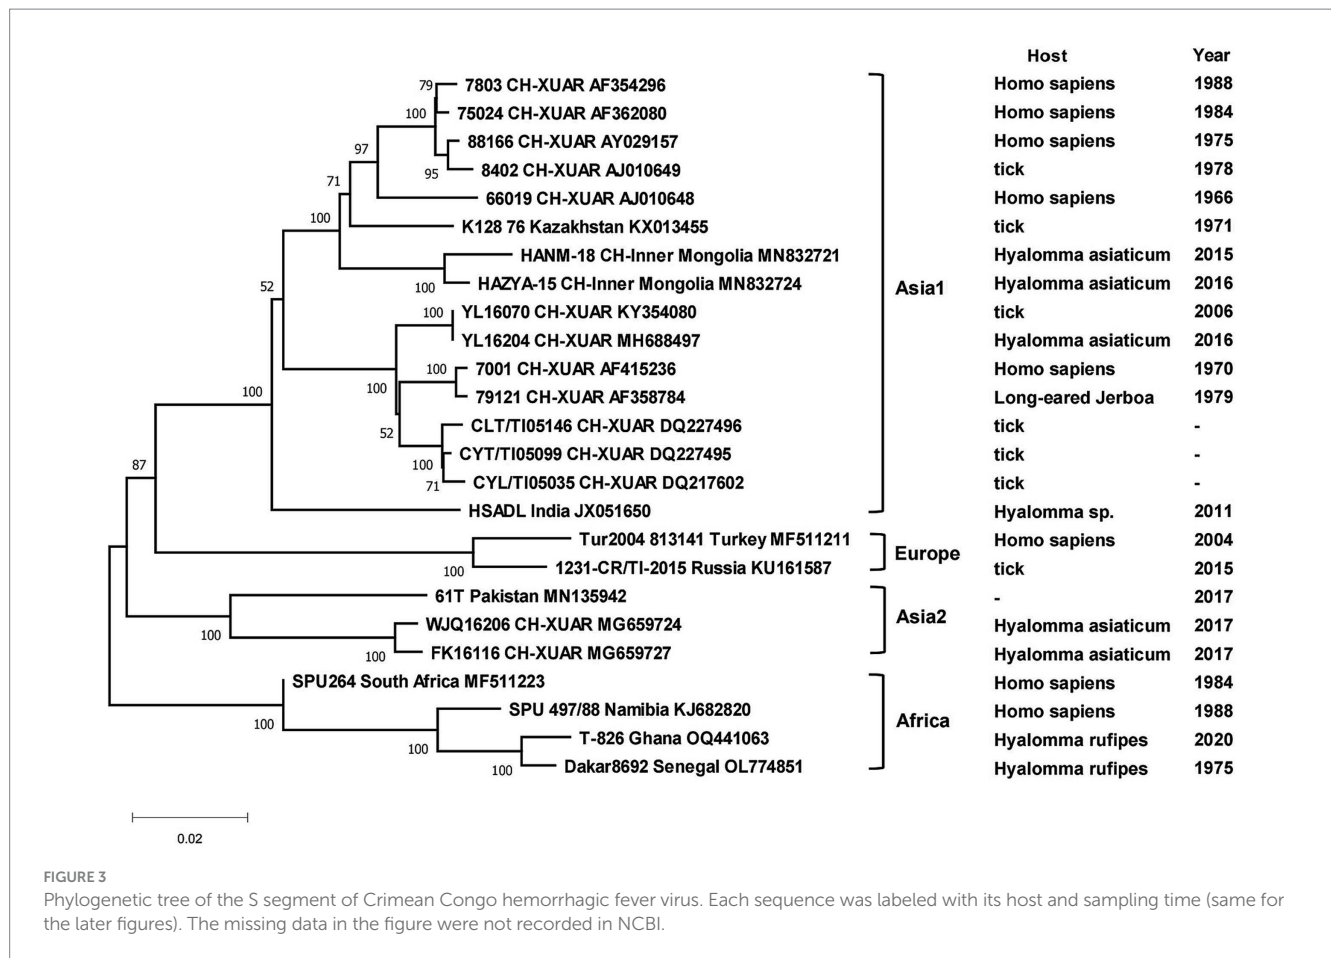 Host Year
79 7803 CH-XUAR AF354296 Homo sapiens 1988
100 75024 CH-XUAR AF362080 Homo sapiens 1984
88166 CH-XUAR AY029157 Homo sapiens 1975
97
95 8402 CH-XUAR AJ010649 tick 1978
71
66019 CH-XUAR AJ010648 Homo sapiens 1966
100
K128 76 Kazakhstan KX013455 tick 1971
HANM-18 CH-Inner Mongolia MN832721 Hyalomma asiaticum 2015
100 HAZYA-15 CH-Inner Mongolia MN832724 Asia1 Hyalomma asiaticum 2016
52
100 YL16070 CH-XUAR KY354080 tick 2006
YL16204 CH-XUAR MH688497 Hyalomma asiaticum 2016
100 7001 CH-XUAR AF415236 Homo sapiens 1970
100 100 79121 CH-XUAR AF358784 Long-eared Jerboa 1979
CLT/TI05146 CH-XUAR DQ227496 tick -
52
CYT/TI05099 CH-XUAR DQ227495 tick -
87 100
71 CYL/TI05035 CH-XUAR DQ217602 tick -
HSADL India JX051650 Hyalomma sp. 2011
Tur2004 813141 Turkey MF511211 Homo sapiens 2004
Europe
100 1231-CR/TI-2015 Russia KU161587 tick 2015
61T Pakistan MN135942 - 2017
Asia2
100 WJQ16206 CH-XUAR MG659724 Hyalomma asiaticum 2017
100 FK16116 CH-XUAR MG659727 Hyalomma asiaticum 2017
SPU264 South Africa MF511223 Homo sapiens 1984
100 SPU 497/88 Namibia KJ682820 Homo sapiens 1988
Africa
100 T-826 Ghana OQ441063 Hyalomma rufipes 2020
100 Dakar8692 Senegal OL774851 Hyalomma rufipes 1975
0.02
FIGURE 3
Phylogenetic tree of the S segment of Crimean Congo hemorrhagic fever virus. Each sequence was labeled with its host and sampling time (same for
the later figures). The missing data in the figure were not recorded in NCBI.